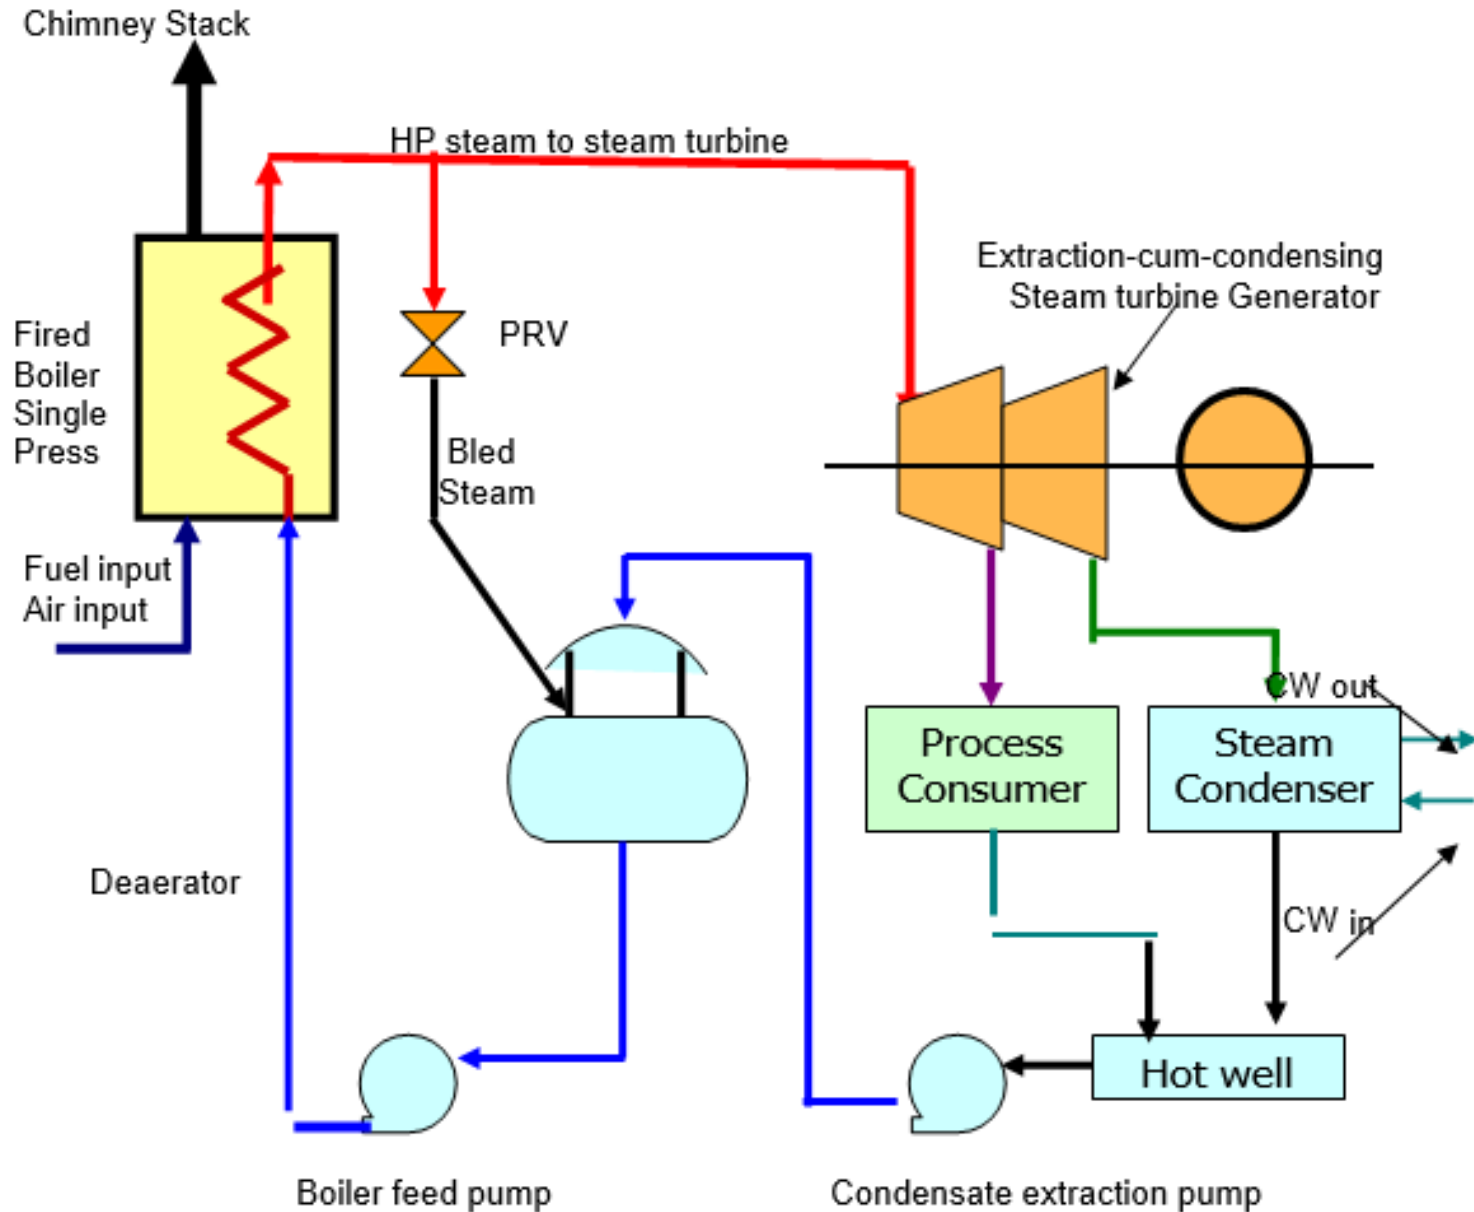 Chimney Stack
HP steam to steam turbine
Extraction-cum-condensing
Steam turbine Generator
Fired
Boiler
Single
Press
PRV
Bled
Steam
Fuel input
Air input
CW out
Process
Consumer
Steam
Condenser
Deaerator
CW in
Hot well
Boiler feed pump
Condensate extraction pump